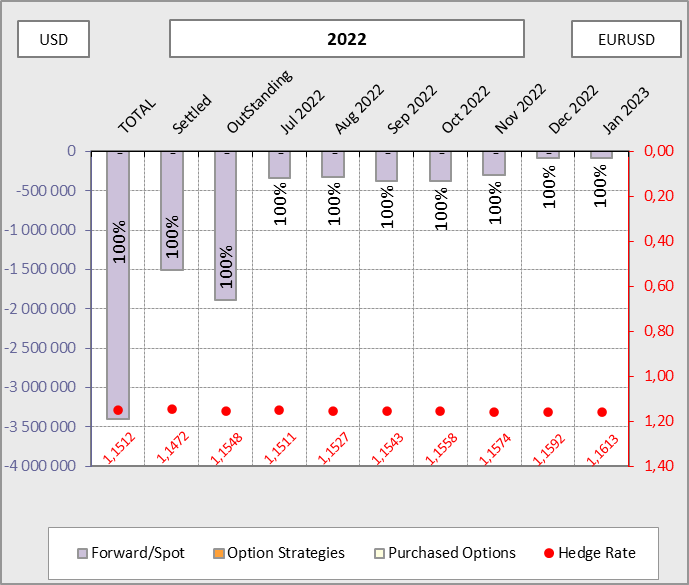 USD
2022
EURUSD
TOTAL
Settled
OutStanding
Jul 2022
Aug 2022
Sep 2022
Oct 2022
Nov 2022
Dec 2022
Jan 2023
0
-500 000
-1 000 000
-1 500 000
-2 000 000
-2 500 000
-3 000 000
-3 500 000
-4 000 000
100%
100%
100%
100%
100%
100%
100%
100%
100%
100%
0,00
0,20
0,40
0,60
0,80
1,00
1,20
1,40
1,1512
1,1472
1,1548
1,1511
1,1527
1,1543
1,1558
1,1574
1,1592
1,1613
Forward/Spot
Option Strategies
Purchased Options
Hedge Rate